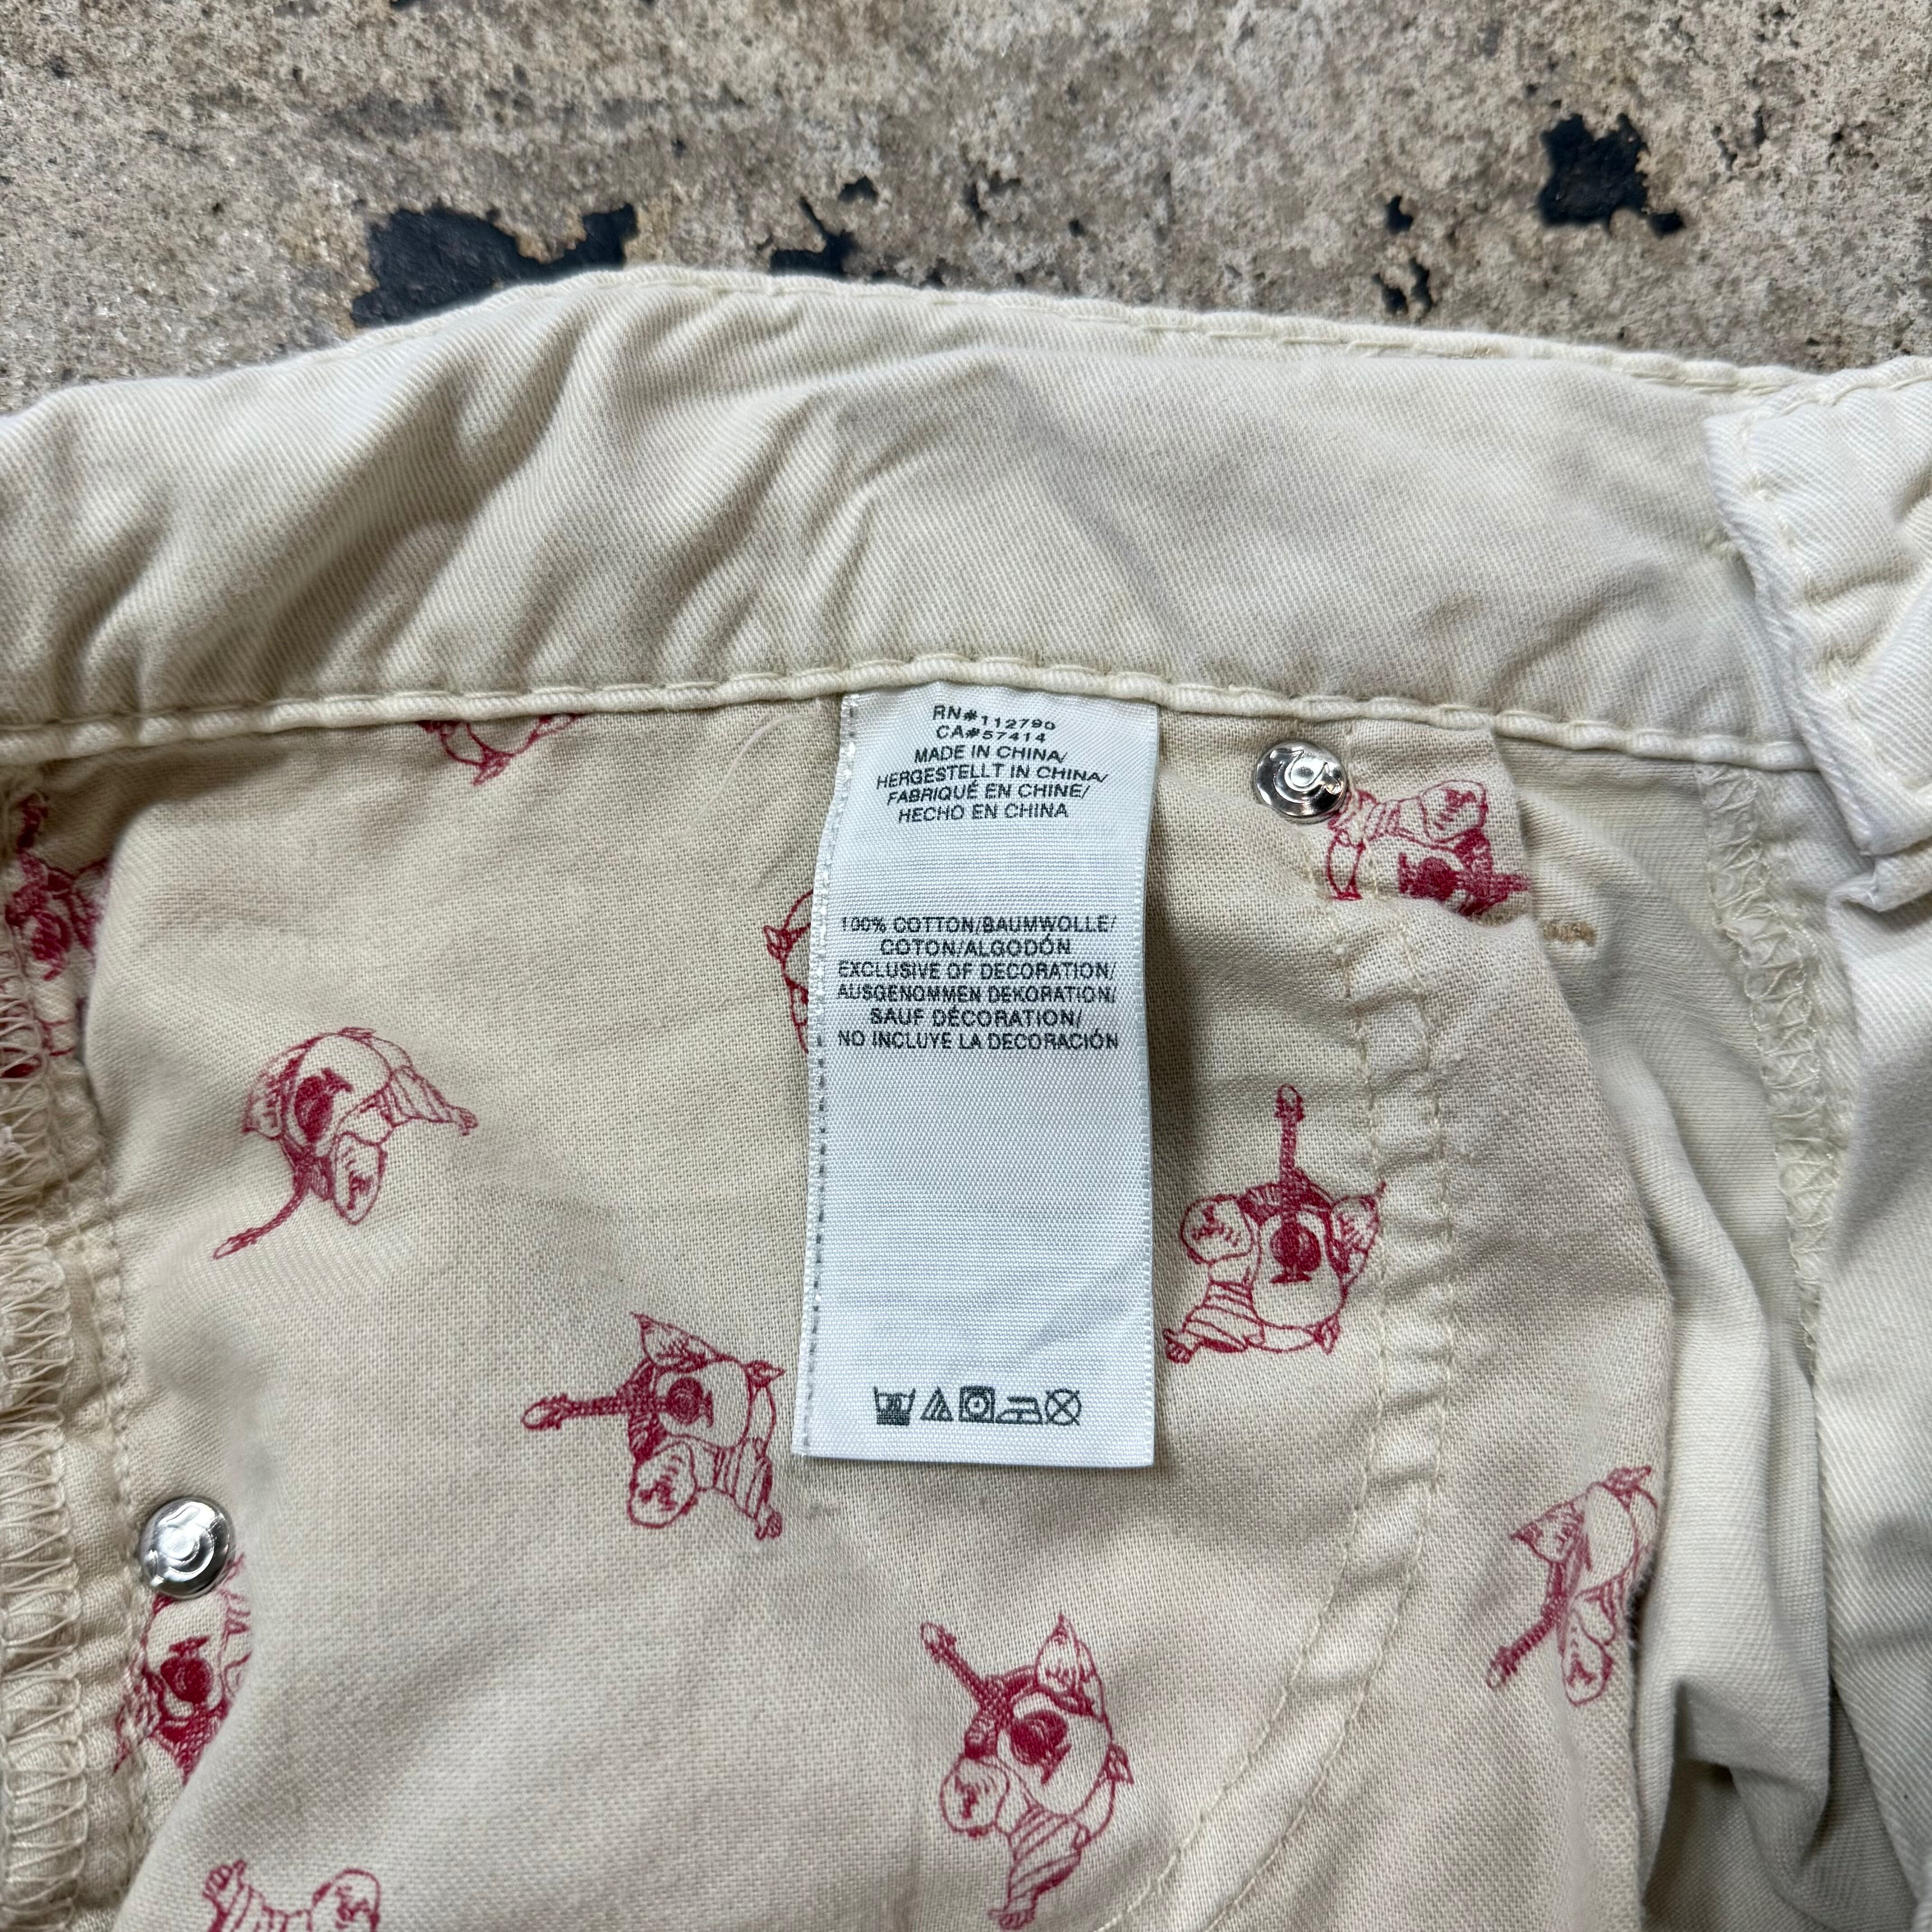 RN#112790
CA#57414
MADE IN CHINA/
HERGESTELLT IN CHINA/
FABRIQUÉ EN CHINE/
HECHO EN CHINA
100% COTTON/BAUMWOLLE/
COTON/ALGODÓN
EXCLUSIVE OF DECORATION/
AUSGENOMMEN DEKORATION/
SAUF DÉCORATION/
NO INCLUYE LA DECORACIÓN